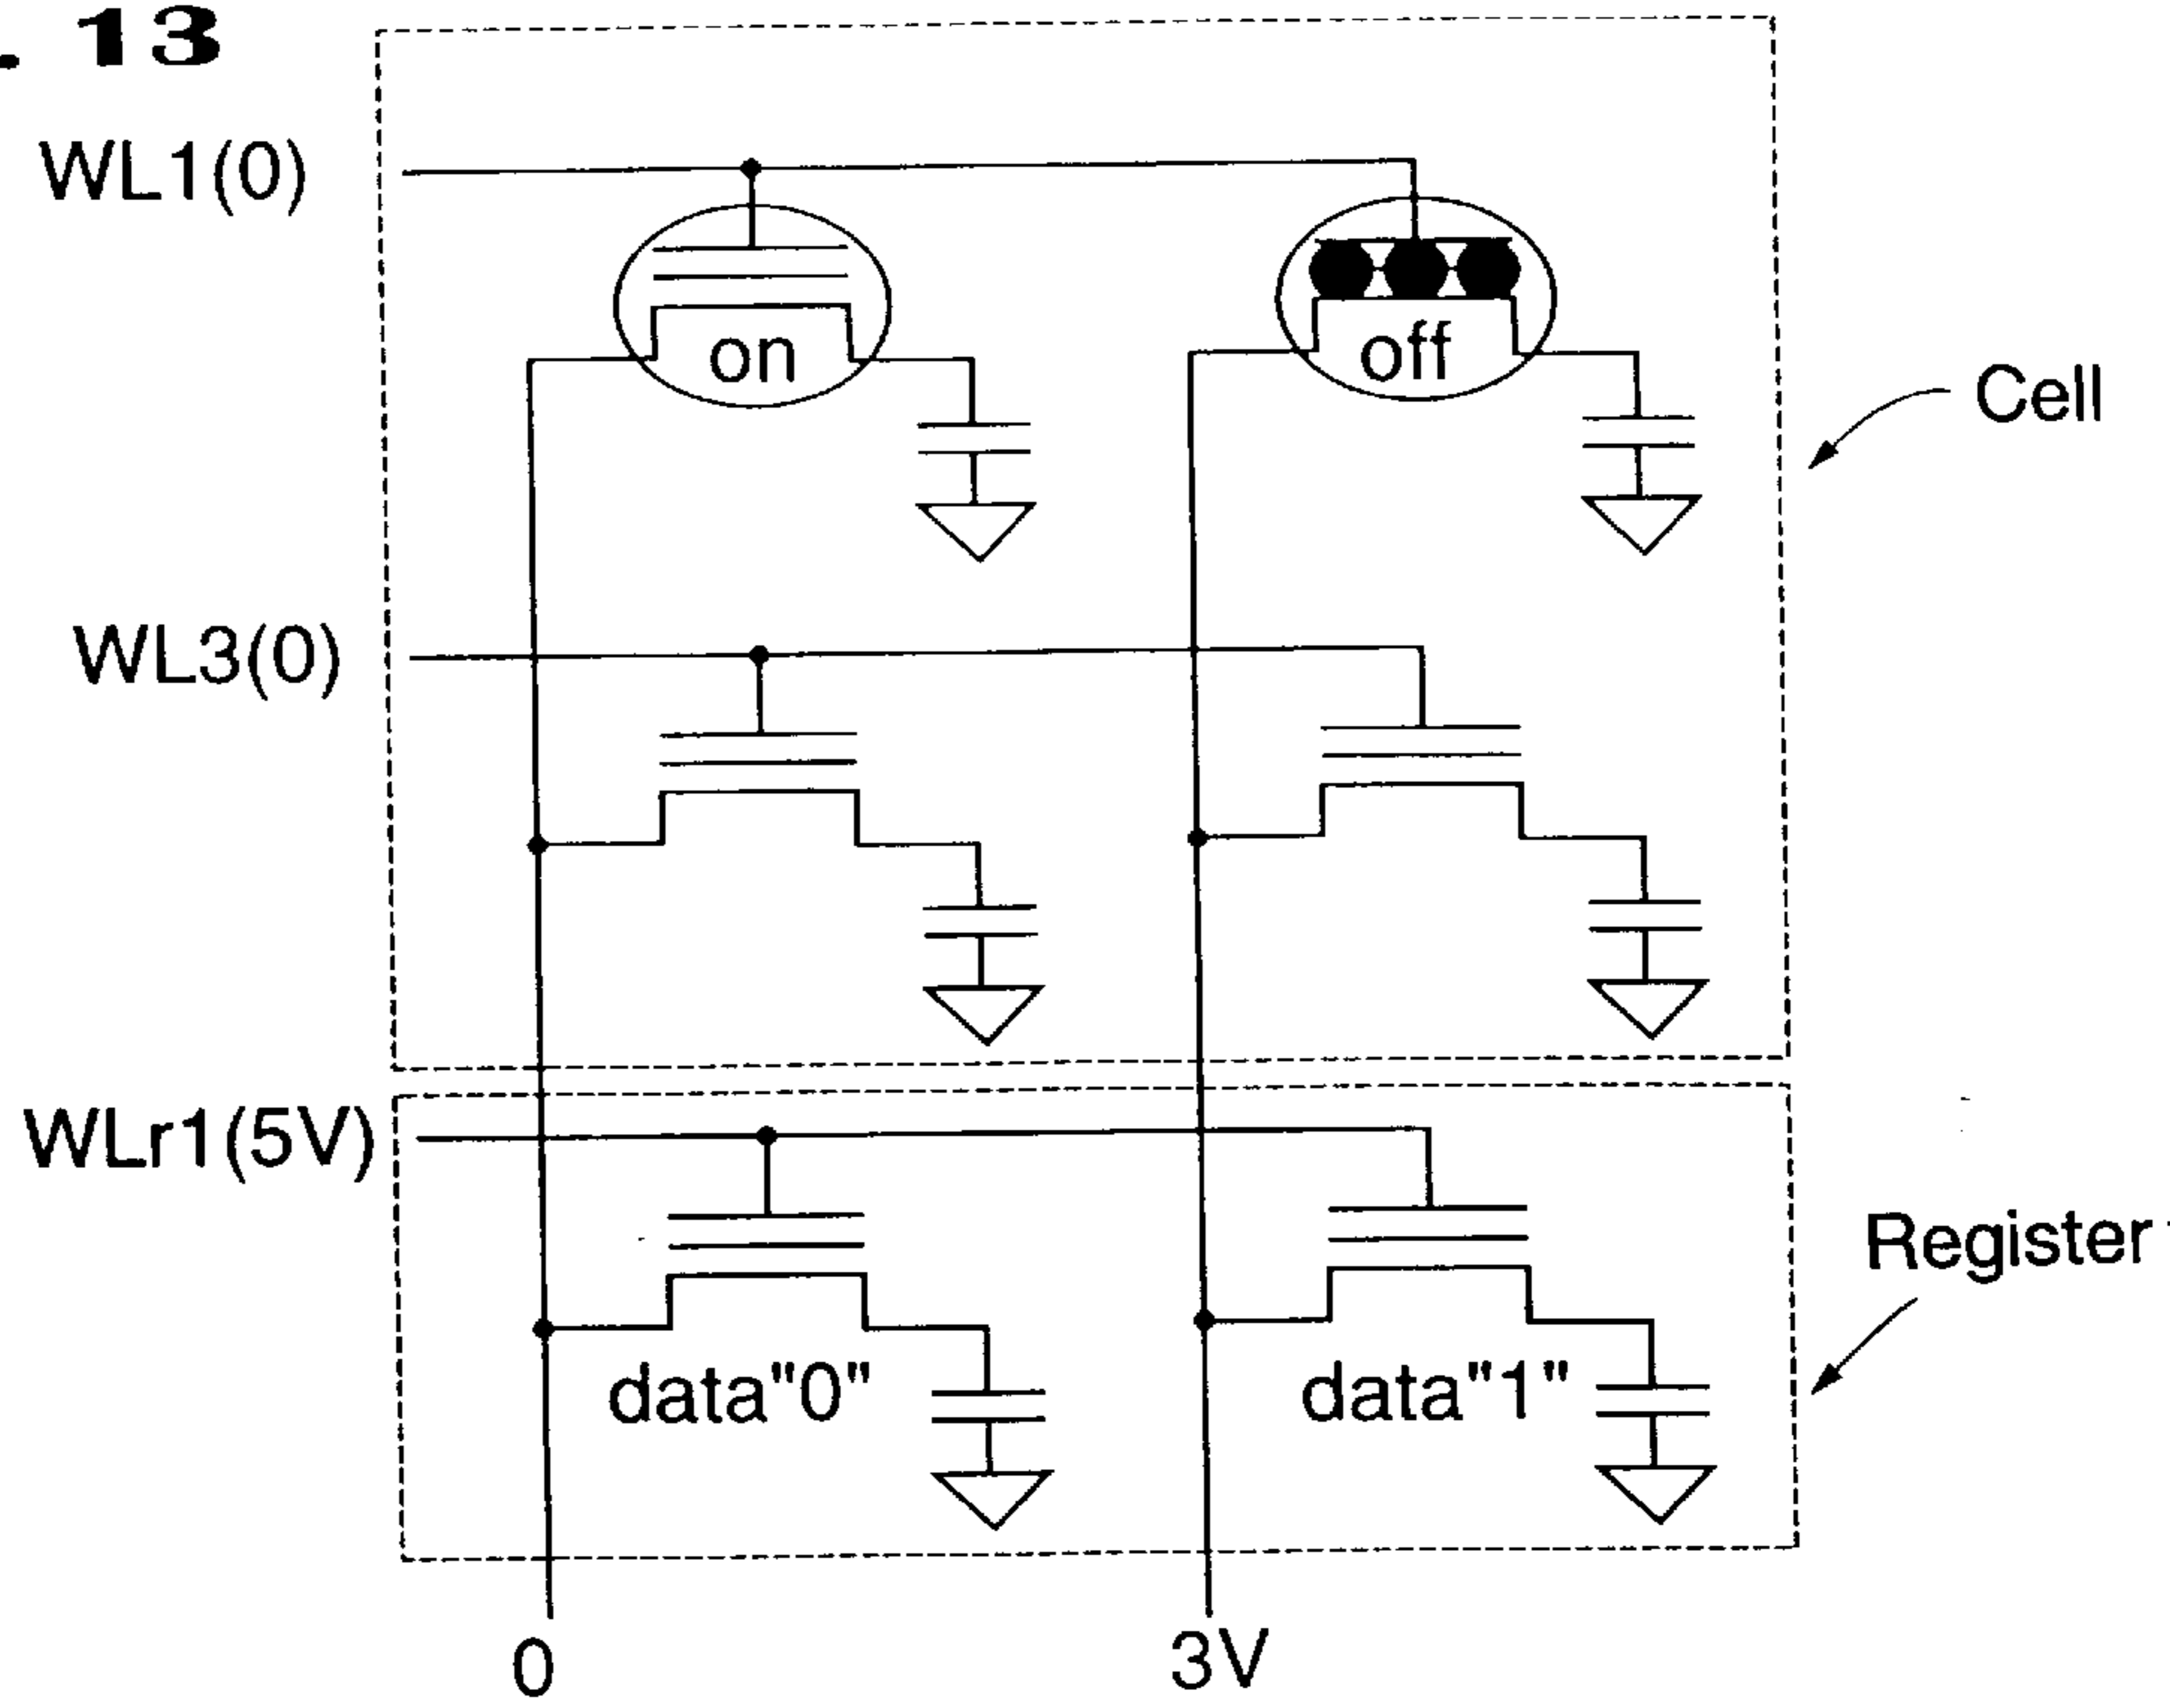 . 13
WL1(0)
on
off
Cell
WL3(0)
WLr1(5V)
Register
data"0"
data"1"
0
3V